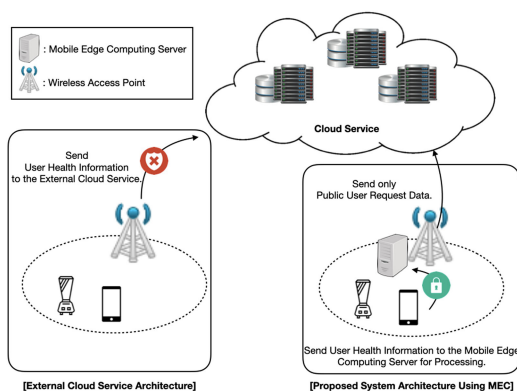 : Mobile Edge Computing Server
: Wireless Access Point
Cloud Service
Send
User Health Information
to the External Cloud Service.
Send only
Public User Request Data.
Send User Health Information to the Mobile Edge
Computing Server for Processing.
[External Cloud Service Architecture]
[Proposed System Architecture Using MEC]